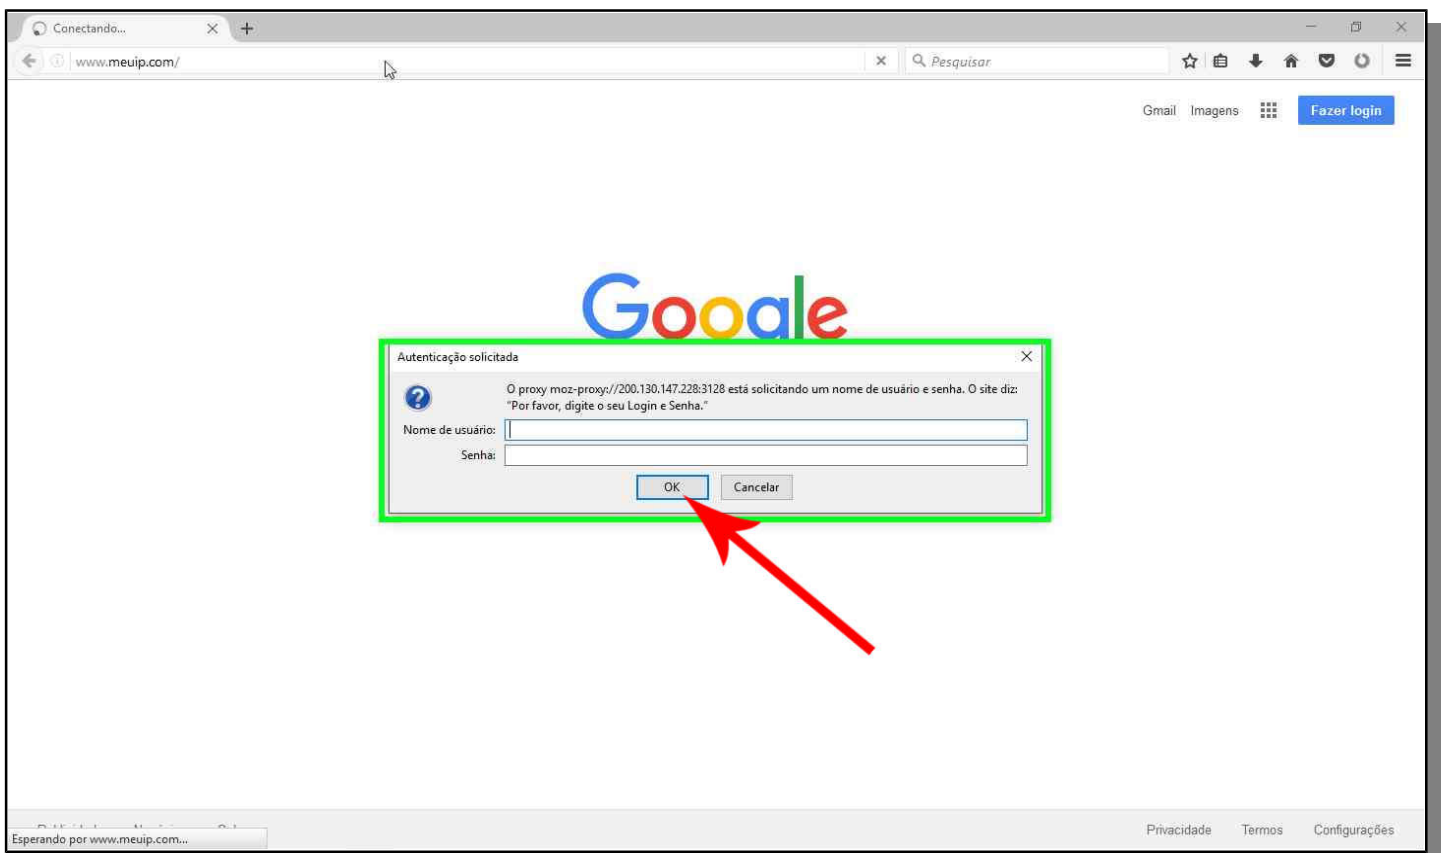 Conectando...
www.meuip.com/
Pesquisar
Gmail Imagens
Fazer login
Google
Autenticação solicitada
O proxy moz-proxy://200.130.147.228:3128 está solicitando um nome de usuário e senha. O site diz:
"Por favor, digite o seu Login e Senha."
Nome de usuário:
Senha:
OK Cancelar
Esperando por www.meuip.com...
Privacidade Termos Configurações